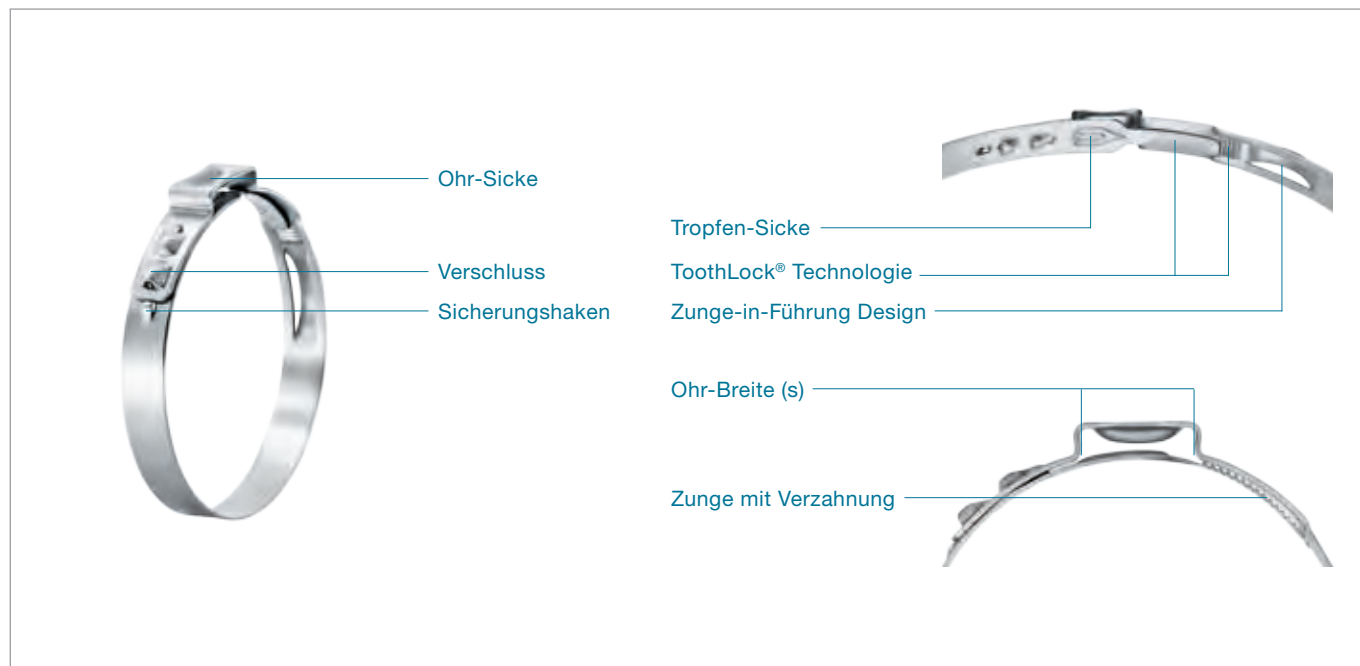 Ohr-Sicke
Verschluss
Sicherungshaken
Tropfen-Sicke
ToothLock® Technologie
Zunge-in-Führung Design
Ohr-Breite (s)
Zunge mit Verzahnung